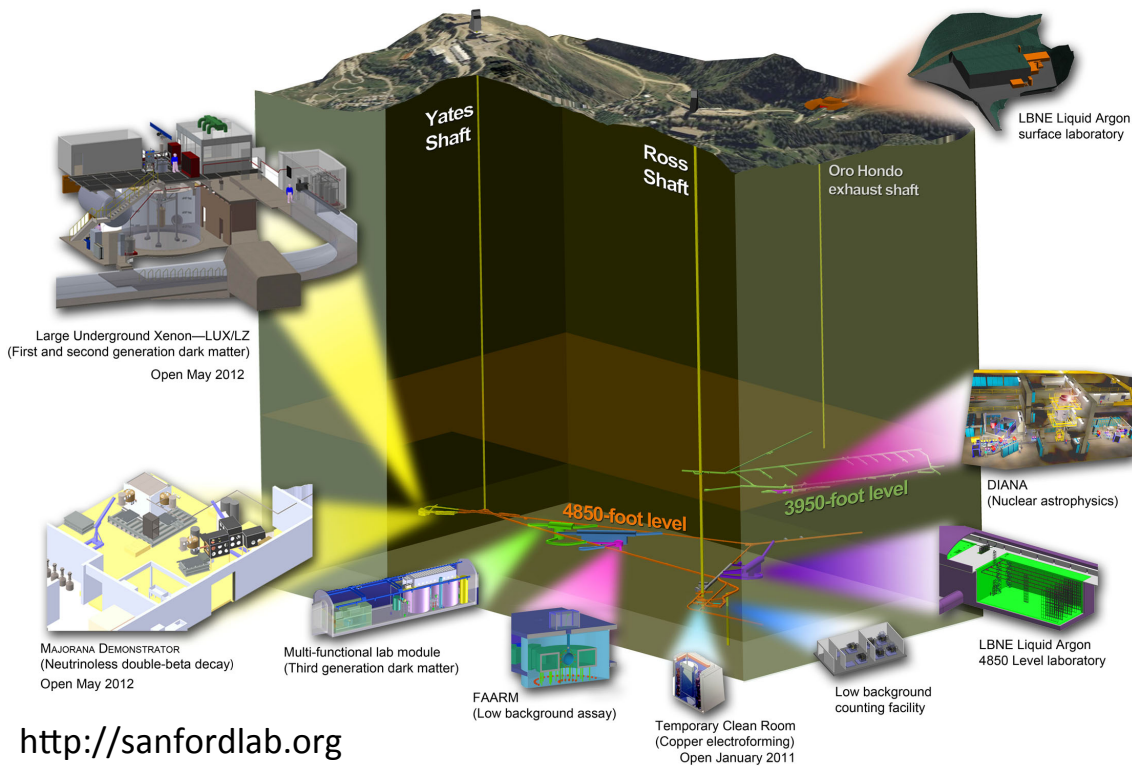 LBNE Liquid Argon
surface laboratory
Yates
Shaft
Ross
Shaft
Oro Hondo
exhaust shaft
Large Underground Xenon—LUX/LZ
(First and second generation dark matter)
Open May 2012
DIANA
(Nuclear astrophysics)
3950-foot level
4850-foot level
MAJORANA DEMONSTRATOR
(Neutrinoless double-beta decay)
Open May 2012
Multi-functional lab module
(Third generation dark matter)
FAARM
(Low background assay)
Temporary Clean Room
(Copper electroforming)
Open January 2011
Low background
counting facility
LBNE Liquid Argon
4850 Level laboratory
http://sanfordlab.org